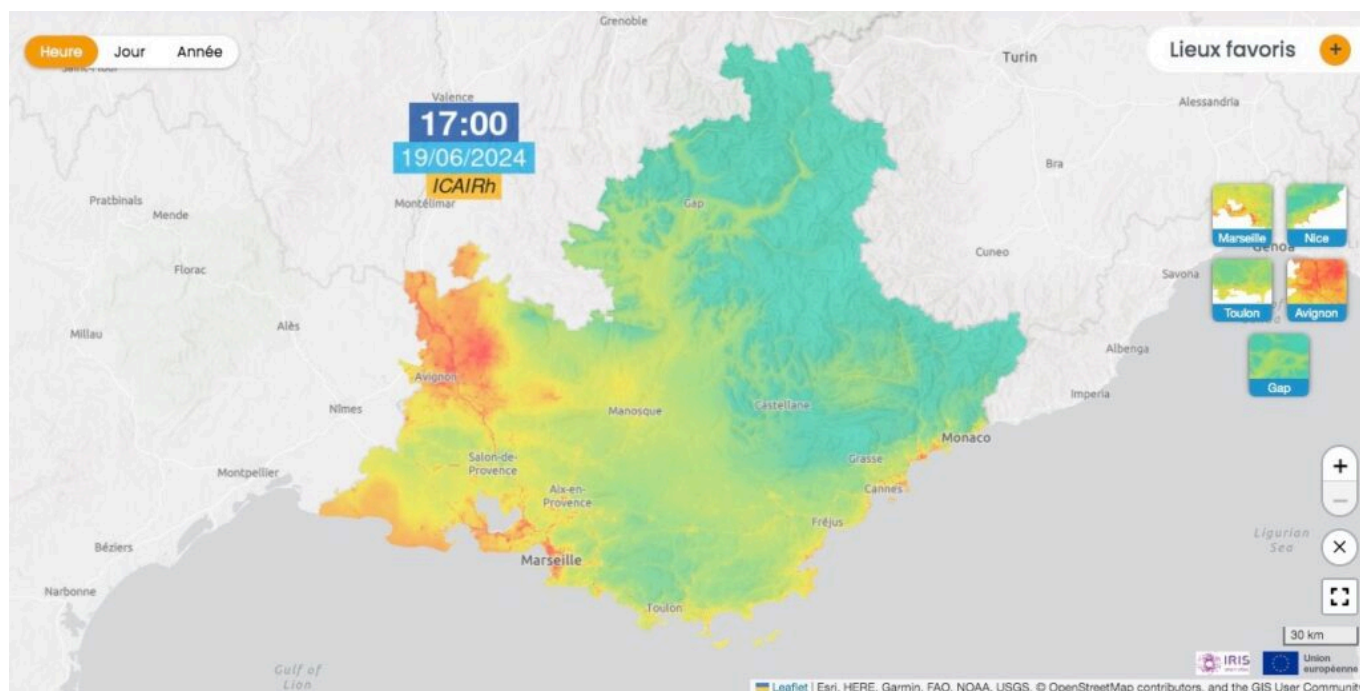 Heure Jour Année
Lieux favoris +
Grenoble
Turin
Valence
Alessandria
17:00
19/06/2024
ICAIRh
Bra
Pratbinals
Mende
Montélimar
Gap
Marseille Nice
Cuneo
Genoa
Florac
Savona
Toulon Avignon
Millau
Alès
Albenga
Avignon
Imperia
Gap
Nîmes
Manosque
Castellane
Monaco
Salon-de-
Provence
Grasse
Montpellier
Aix-en-
Provence
Cannes
Fréjus
Béziers
Ligurian
Sea
Marseille
Narbonne
Toulon
30 km
Gulf of
Lion
IRIS
Union
européenne
Leaflet | Esri, HERE, Garmin, FAO, NOAA, USGS, © OpenStreetMap contributors, and the GIS User Community